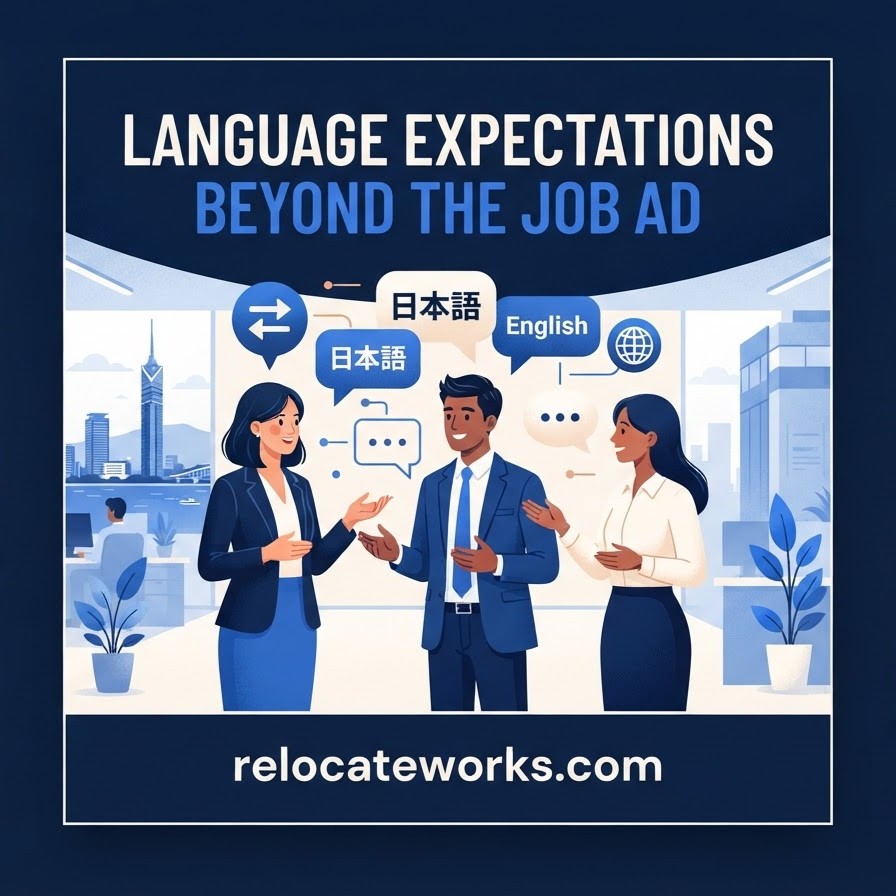 LANGUAGE EXPECTATIONS
BEYOND THE JOB AD
日本語
日本語
English
relocateworks.com